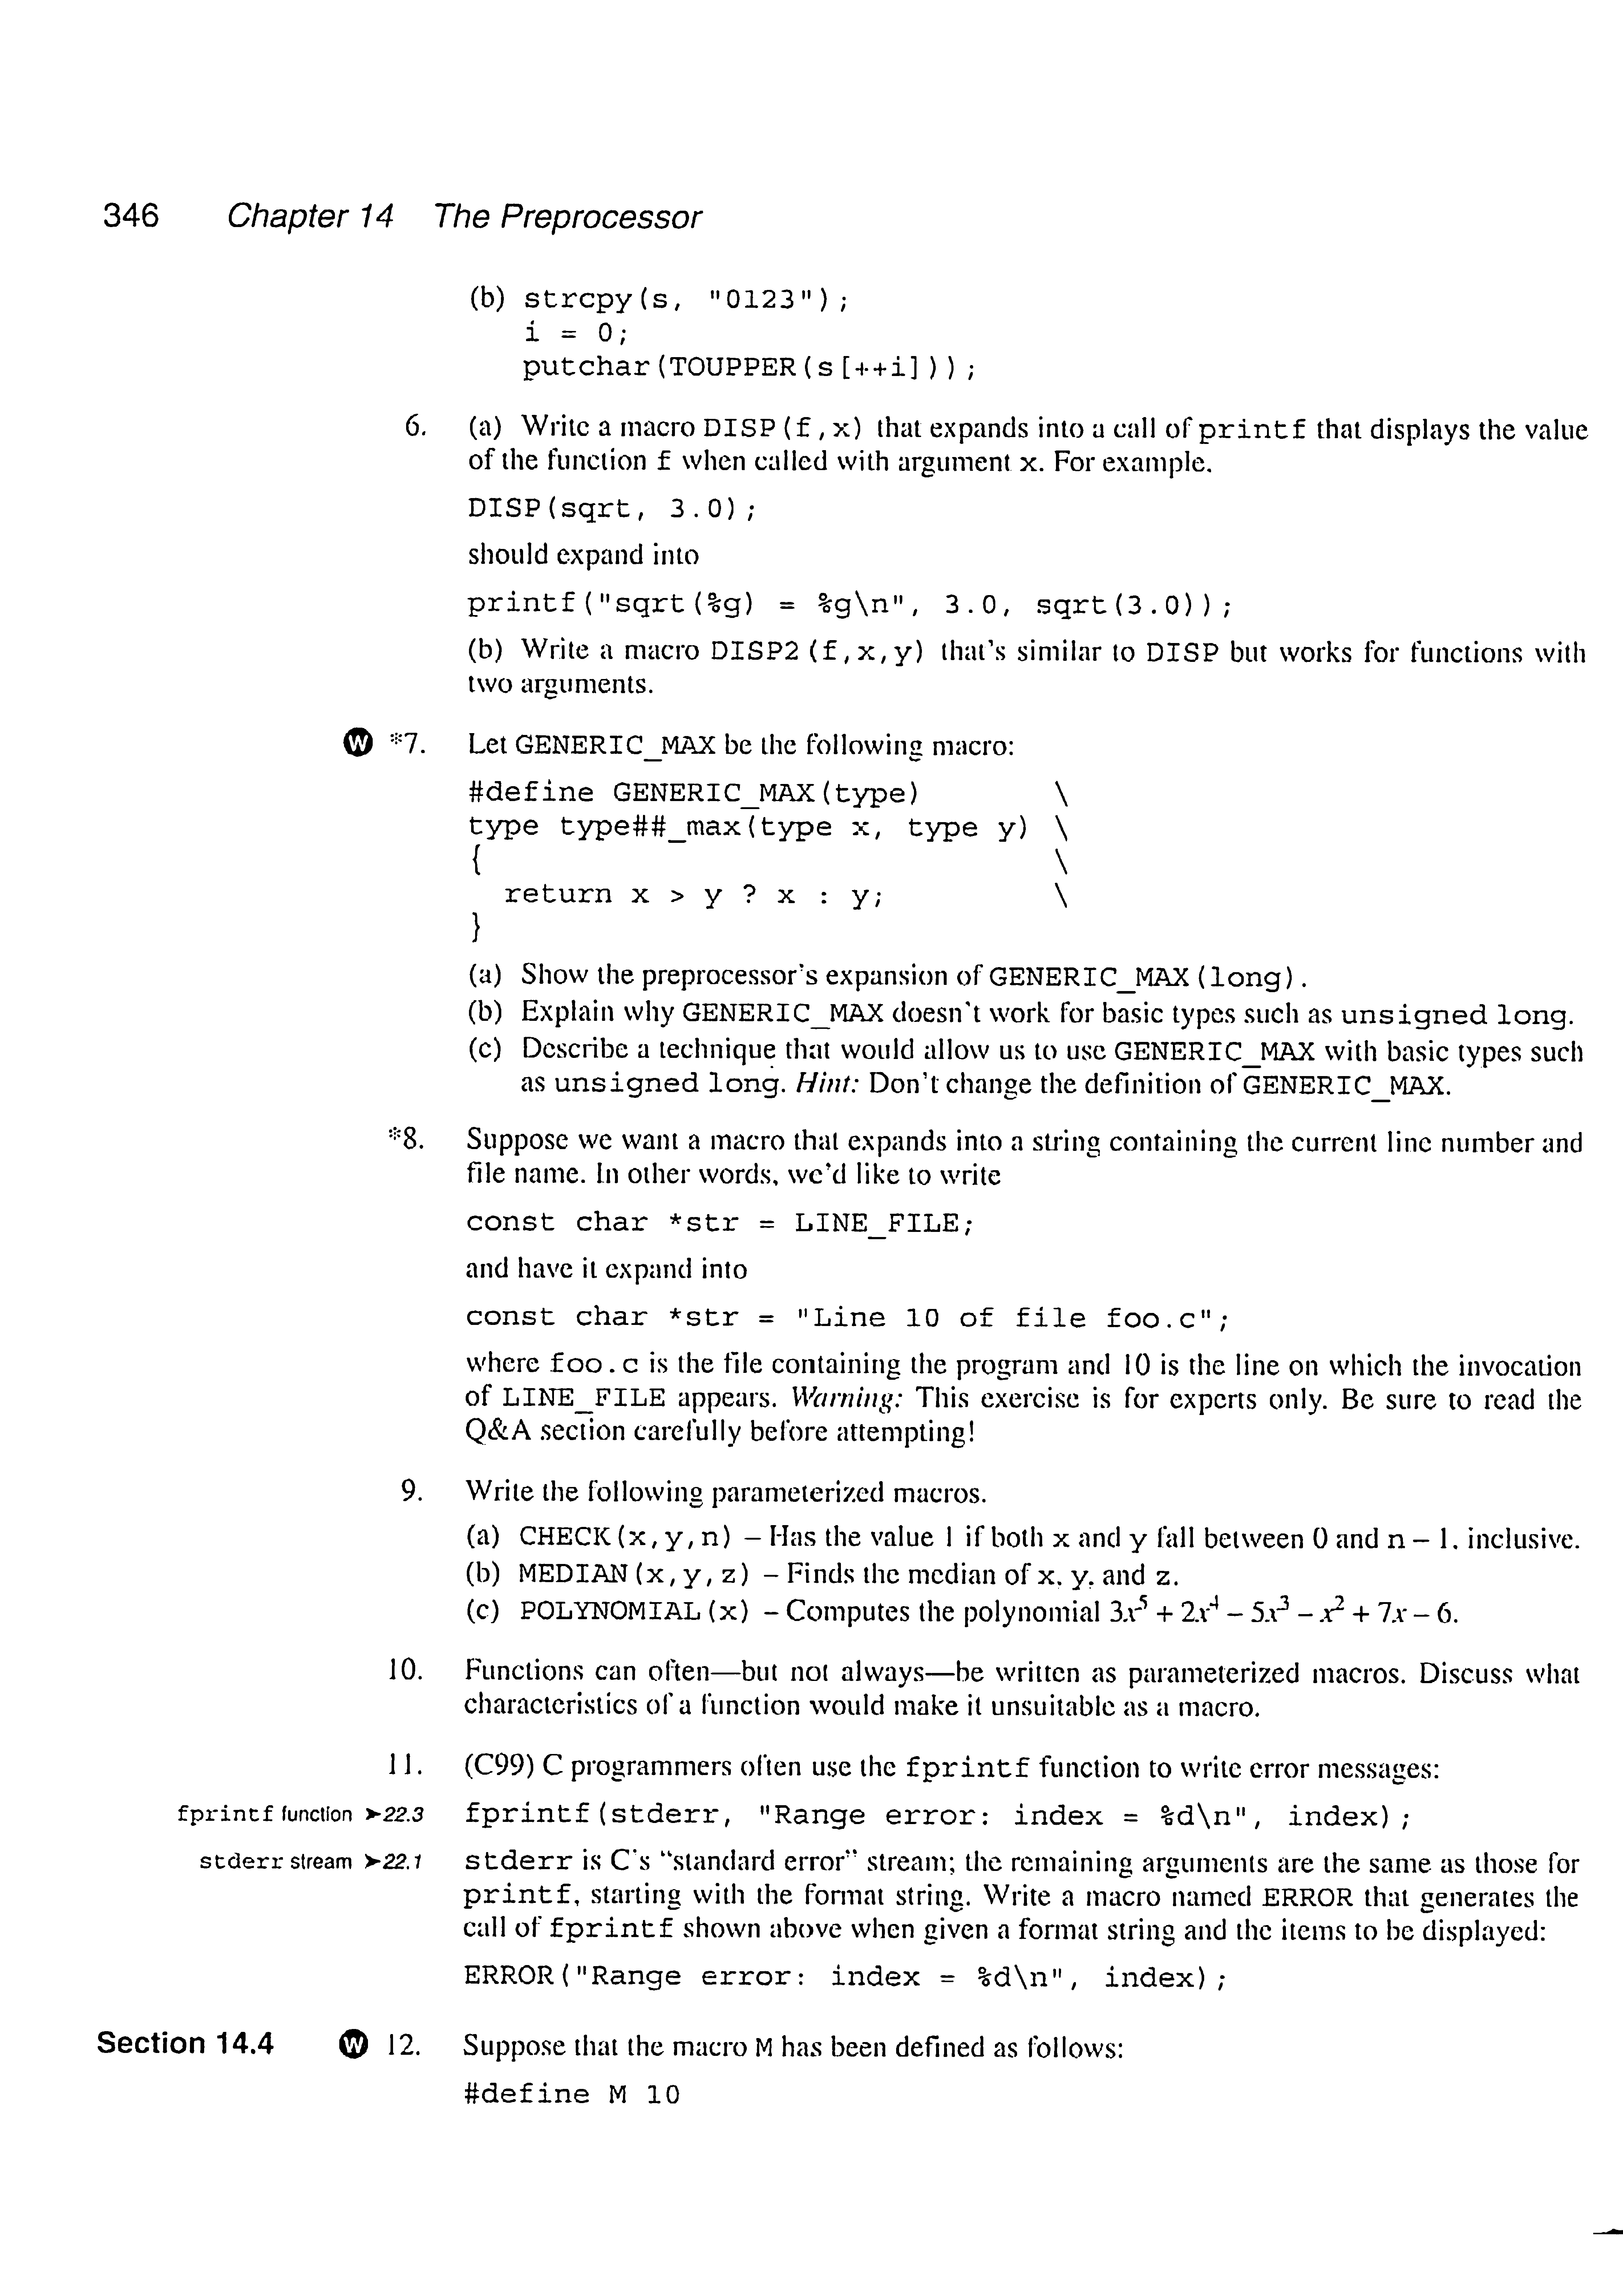 346 Chapter 14 The Preprocessor
(b) strcpy(s, "0123");
i = 0;
putchar(TOUPPER(s[++i]));
6. (a) Write a macro DISP(f,x) that expands into a call of printf that displays the value
of the function f when called with argument x. For example,
DISP(sqrt, 3.0);
should expand into
printf("sqrt(%g) = %g\n", 3.0, sqrt(3.0));
(b) Write a macro DISP2(f,x,y) that's similar to DISP but works for functions with
two arguments.
W *7. Let GENERIC_MAX be the following macro:
#define GENERIC_MAX(type) \
type type##_max(type x, type y) \
{ \
return x > y ? x : y; \
}
(a) Show the preprocessor's expansion of GENERIC_MAX(long).
(b) Explain why GENERIC_MAX doesn't work for basic types such as unsigned long.
(c) Describe a technique that would allow us to use GENERIC_MAX with basic types such
as unsigned long. Hint: Don't change the definition of GENERIC_MAX.
*8. Suppose we want a macro that expands into a string containing the current line number and
file name. In other words, we'd like to write
const char *str = LINE_FILE;
and have it expand into
const char *str = "Line 10 of file foo.c";
where foo.c is the file containing the program and 10 is the line on which the invocation
of LINE_FILE appears. Warning: This exercise is for experts only. Be sure to read the
Q&A section carefully before attempting!
9. Write the following parameterized macros.
(a) CHECK(x,y,n) – Has the value 1 if both x and y fall between 0 and n – 1, inclusive.
(b) MEDIAN(x,y,z) – Finds the median of x, y, and z.
(c) POLYNOMIAL(x) – Computes the polynomial 3x⁵ + 2x⁴ – 5x³ – x² + 7x – 6.
10. Functions can often—but not always—be written as parameterized macros. Discuss what
characteristics of a function would make it unsuitable as a macro.
11. (C99) C programmers often use the fprintf function to write error messages:
fprintf function ➤22.3 fprintf(stderr, "Range error: index = %d\n", index);
stderr stream ➤22.1 stderr is C's "standard error" stream; the remaining arguments are the same as those for
printf, starting with the format string. Write a macro named ERROR that generates the
call of fprintf shown above when given a format string and the items to be displayed:
ERROR("Range error: index = %d\n", index);
Section 14.4 W 12. Suppose that the macro M has been defined as follows:
#define M 10